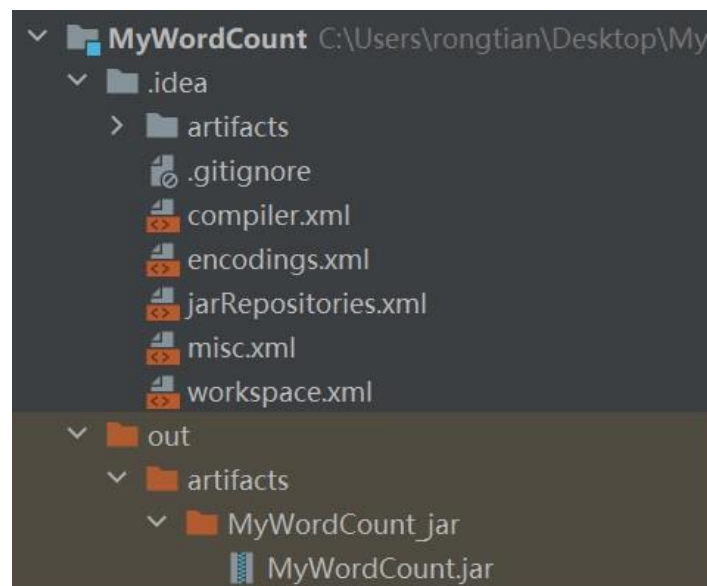 MyWordCount C:\Users\rongtian\Desktop\My
.idea
artifacts
.gitignore
compiler.xml
encodings.xml
jarRepositories.xml
misc.xml
workspace.xml
out
artifacts
MyWordCount_jar
MyWordCount.jar